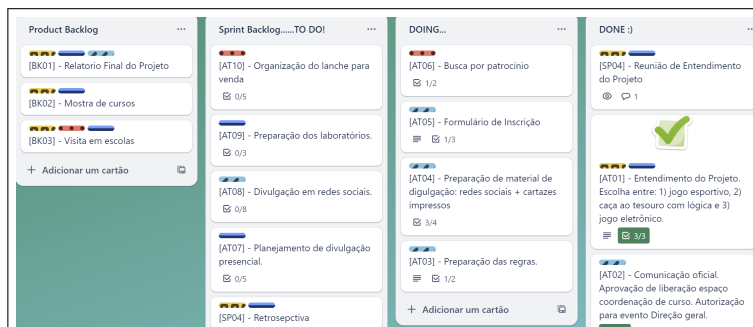 Product Backlog
[BK01] - Relatorio Final do Projeto
[BK02] - Mostra de cursos
[BK03] - Visita em escolas
+ Adicionar um cartão
Sprint Backlog......TO DO!
[AT10] - Organização do lanche para
venda
0/5
[AT09] - Preparação dos laboratórios.
0/3
[AT08] - Divulgação em redes sociais.
0/8
[AT07] - Planejamento de divulgação
presencial.
0/5
[SP04] - Retrosepctiva
DOING...
[AT06] - Busca por patrocínio
1/2
[AT05] - Formulário de Inscrição
1/3
[AT04] - Preparação de material de
digulgação: redes sociais + cartazes
impressos
3/4
[AT03] - Preparação das regras.
1/2
+ Adicionar um cartão
DONE :)
[SP04] - Reunião de Entendimento
do Projeto
1
[AT01] - Entendimento do Projeto.
Escolha entre: 1) jogo esportivo, 2)
caça ao tesouro com lógica e 3)
jogo eletrônico.
3/3
[AT02] - Comunicação oficial.
Aprovação de liberação espaço
coordenação de curso. Autorização
para evento Direção geral.